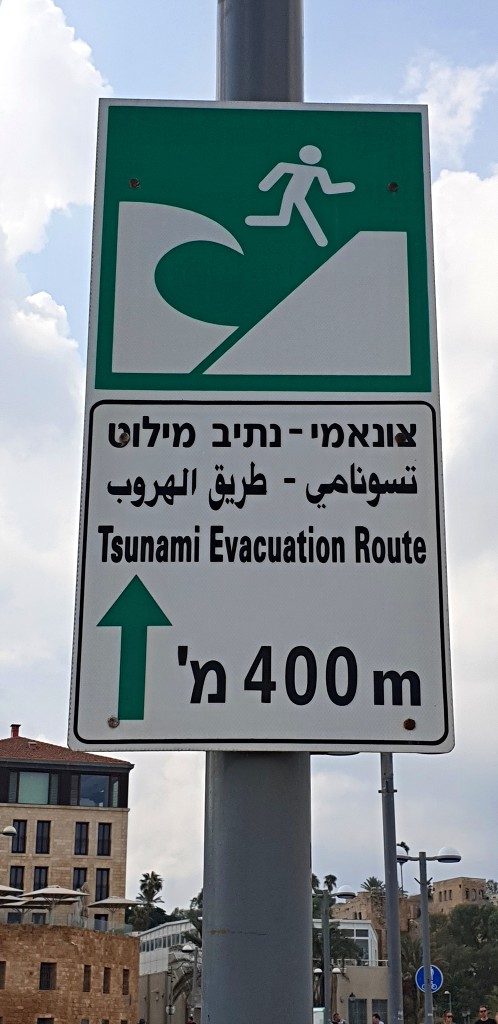 צונאמי - נתיב מילוט
تسونامي - طريق الهروب
Tsunami Evacuation Route
400 m 'מ